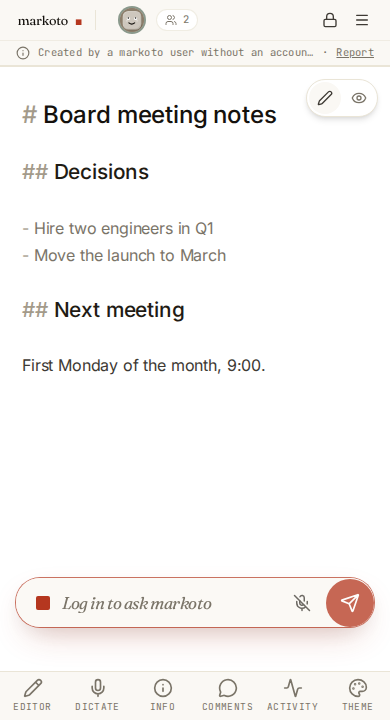 markoto
2
Created by a markoto user without an accoun… · Report
# Board meeting notes
## Decisions
- Hire two engineers in Q1
- Move the launch to March
## Next meeting
First Monday of the month, 9:00.
Log in to ask markoto
EDITOR DICTATE INFO COMMENTS ACTIVITY THEME